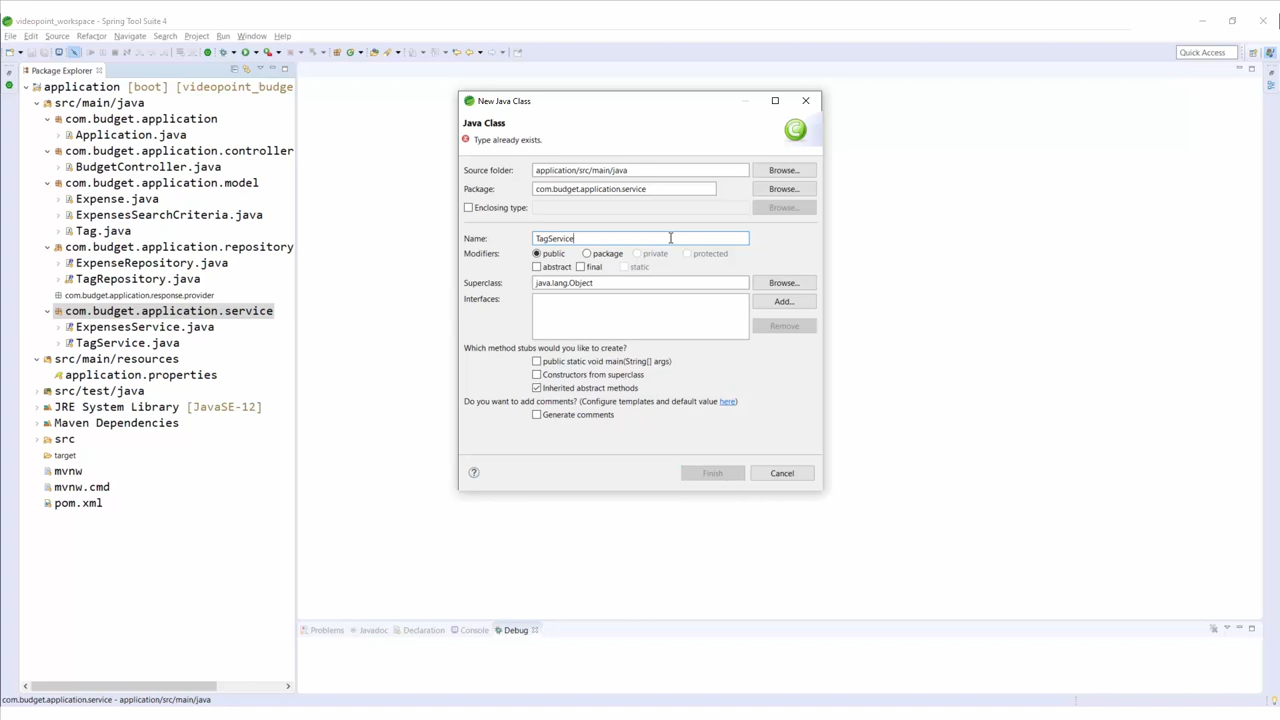 videopoint_workspace - Spring Tool Suite 4
File Edit Source Refactor Navigate Search Project Run Window Help
Quick Access
Package Explorer
application [boot] [videopoint_budge
src/main/java
com.budget.application
Application.java
com.budget.application.controller
BudgetController.java
com.budget.application.model
Expense.java
ExpensesSearchCriteria.java
Tag.java
com.budget.application.repository
ExpenseRepository.java
TagRepository.java
com.budget.application.response.provider
com.budget.application.service
ExpensesService.java
TagService.java
src/main/resources
application.properties
src/test/java
JRE System Library [JavaSE-12]
Maven Dependencies
src
target
mvnw
mvnw.cmd
pom.xml
New Java Class
Java Class
Type already exists.
Source folder: application/src/main/java Browse...
Package: com.budget.application.service Browse...
Enclosing type: Browse...
Name: TagService
Modifiers: public package private protected
abstract final static
Superclass: java.lang.Object Browse...
Interfaces: Add...
Remove
Which method stubs would you like to create?
public static void main(String[] args)
Constructors from superclass
Inherited abstract methods
Do you want to add comments? (Configure templates and default value here)
Generate comments
? Finish Cancel
Problems Javadoc Declaration Console Debug
com.budget.application.service - application/src/main/java